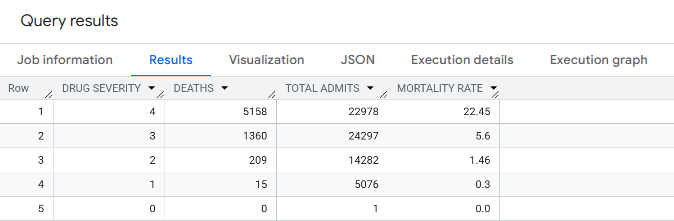 Query results
Job information Results Visualization JSON Execution details Execution graph
Row DRUG SEVERITY DEATHS TOTAL ADMITS MORTALITY RATE
1 4 5158 22978 22.45
2 3 1360 24297 5.6
3 2 209 14282 1.46
4 1 15 5076 0.3
5 0 0 1 0.0